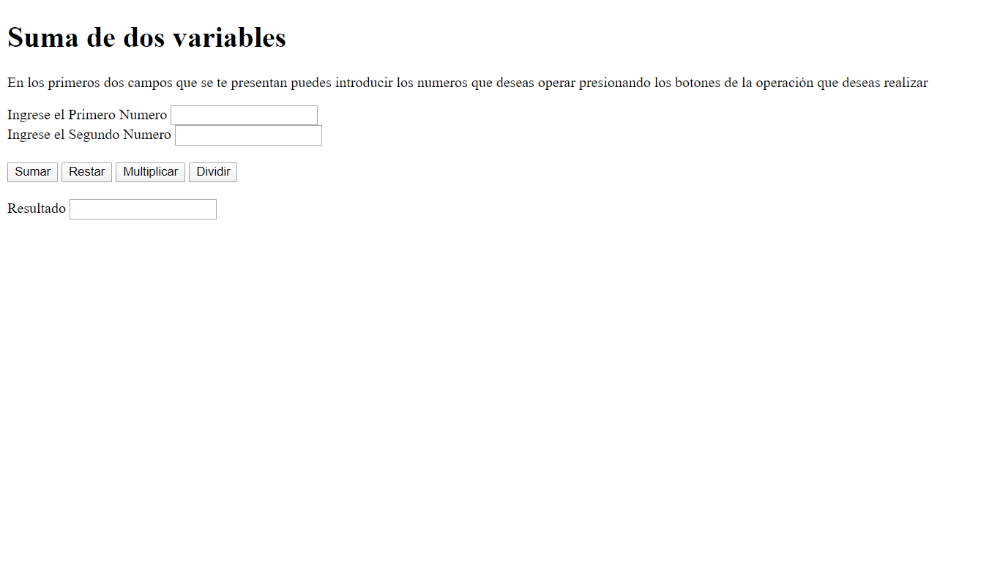 Suma de dos variables
En los primeros dos campos que se te presentan puedes introducir los numeros que deseas operar presionando los botones de la operación que deseas realizar
Ingrese el Primero Numero
Ingrese el Segundo Numero
Sumar Restar Multiplicar Dividir
Resultado